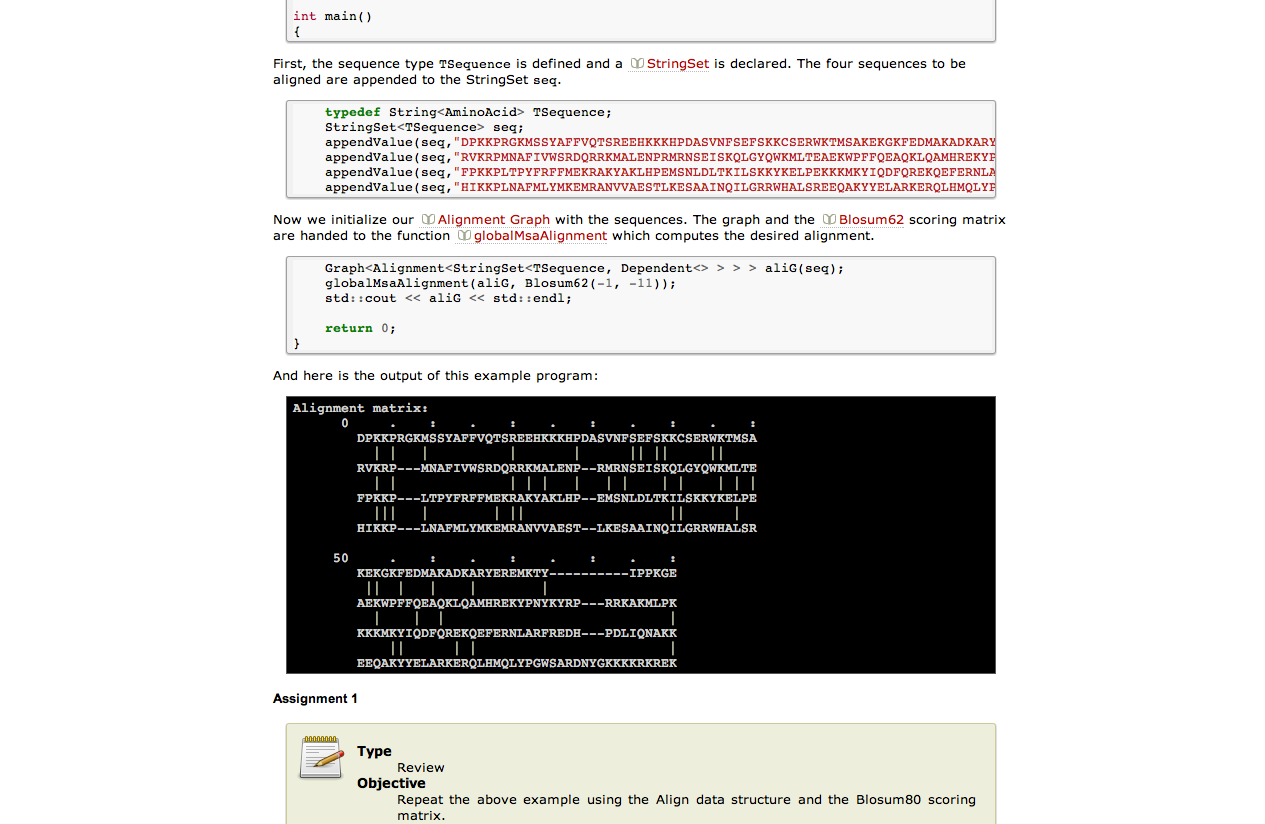 int main()
{
First, the sequence type TSequence is defined and a StringSet is declared. The four sequences to be
aligned are appended to the StringSet seq.
typedef String<AminoAcid> TSequence;
StringSet<TSequence> seq;
appendValue(seq,"DPKKPRGKMSSYAFFVQTSREEHKKKHPDASVNFSEFSKKCSERWKTMSAKEKGKFEDMAKADKARY
appendValue(seq,"RVKRPMNAFIVWSRDQRRKMALENPRMRNSEISKQLGYQWKMLTEAEKWPFFQEAQKLQAMHREKYP
appendValue(seq,"FPKKPLTPYFRFFMEKRAKYAKLHPEMSNLDLTKILSKKYKELPEKKKMKYIQDFQREKQEFERNLA
appendValue(seq,"HIKKPLNAFMLYMKEMRANVVAESTLKESAAINQILGRRWHALSREEQAKYYELARKERQLHMQLYP
Now we initialize our Alignment Graph with the sequences. The graph and the Blosum62 scoring matrix
are handed to the function globalMsaAlignment which computes the desired alignment.
Graph<Alignment<StringSet<TSequence, Dependent<> > > > aliG(seq);
globalMsaAlignment(aliG, Blosum62(-1, -11));
std::cout << aliG << std::endl;
return 0;
}
And here is the output of this example program:
Alignment matrix:
0     .    :    .    :    .    :    .    :    .    :
DPKKPRGKMSSYAFFVQTSREEHKKKHPDASVNFSEFSKKCSERWKTMSA
  | |   |          |       |      || ||     ||
RVKRP---MNAFIVWSRDQRRKMALENP--RMRNSEISKQLGYQWKMLTE
  | |              | | |   |   | |    | |    | | |
FPKKP---LTPYFRFFMEKRAKYAKLHP--EMSNLDLTKILSKKYKELPE
  |||   |        | ||                  ||      |
HIKKP---LNAFMLYMKEMRANVVAEST--LKESAAINQILGRRWHALSR
50     .    :    .    :    .    :    .    :
KEKGKFEDMAKADKARYEREMKTY----------IPPKGE
 ||  |   |    |        |
AEKWPFFQEAQKLQAMHREKYPNYKYRP---RRKAKMLPK
  |    |  |                            |
KKKMKYIQDFQREKQEFERNLARFREDH---PDLIQNAKK
    ||      | |                        |
EEQAKYYELARKERQLHMQLYPGWSARDNYGKKKKRKREK
Assignment 1
Type
Review
Objective
Repeat the above example using the Align data structure and the Blosum80 scoring
matrix.